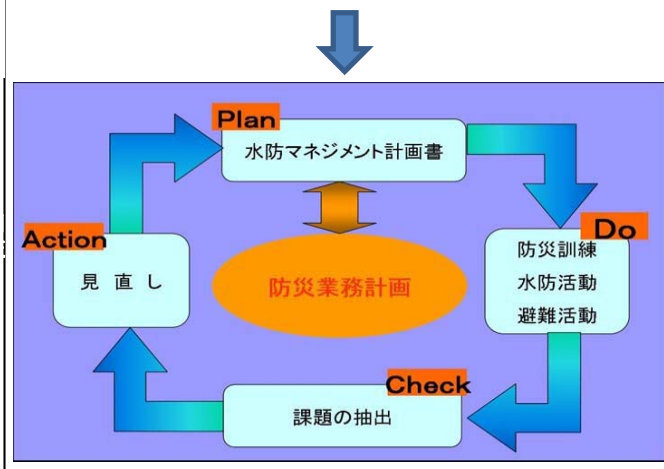 Plan
水防マネジメント計画書
Do
防災訓練
水防活動
避難活動
Action
見 直 し
防災業務計画
Check
課題の抽出